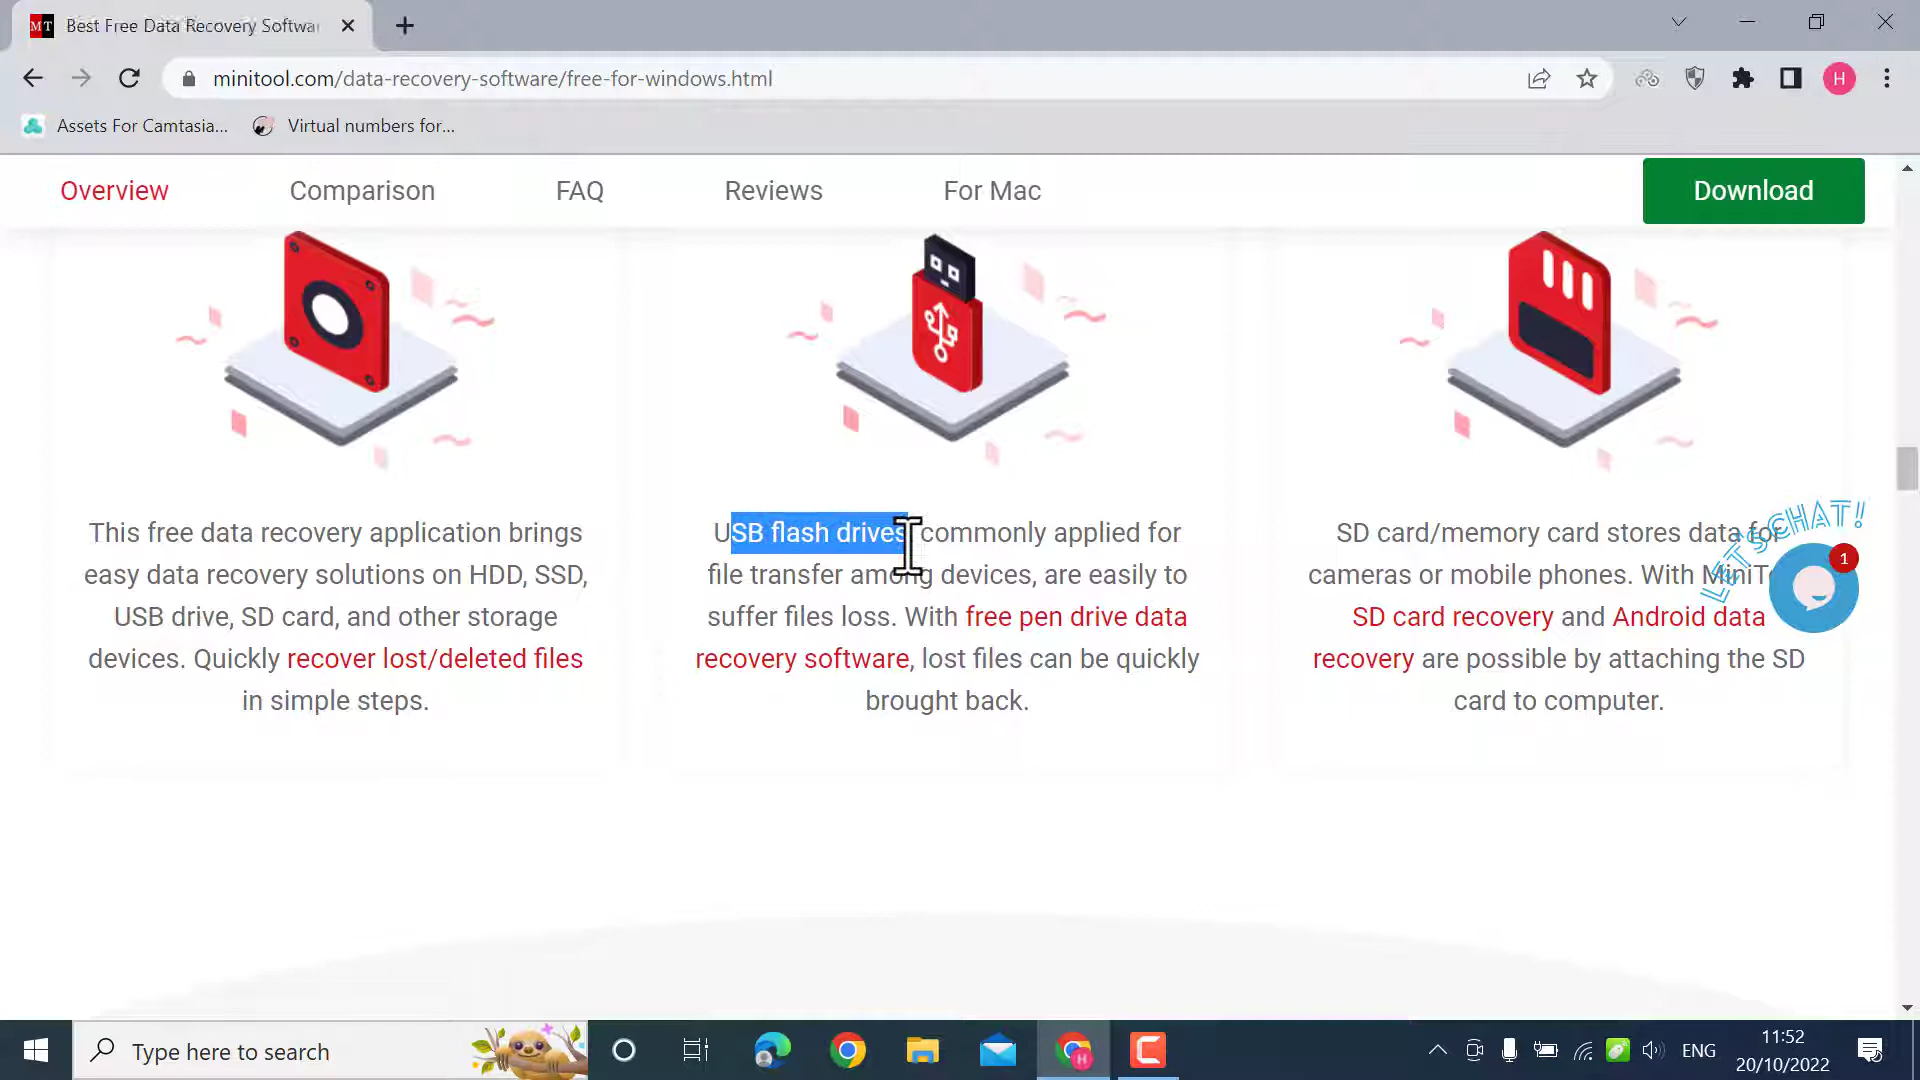 MT Best Free Data Recovery Softwa
minitool.com/data-recovery-software/free-for-windows.html
H
Assets For Camtasia...
Virtual numbers for...
Overview
Comparison
FAQ
Reviews
For Mac
Download
This free data recovery application brings
easy data recovery solutions on HDD, SSD,
USB drive, SD card, and other storage
devices. Quickly recover lost/deleted files
in simple steps.
USB flash drives, commonly applied for
file transfer among devices, are easily to
suffer files loss. With free pen drive data
recovery software, lost files can be quickly
brought back.
SD card/memory card stores data for
cameras or mobile phones. With MiniT
SD card recovery and Android data
recovery are possible by attaching the SD
card to computer.
LET'S CHAT!
1
Type here to search
H
ENG
11:52
20/10/2022